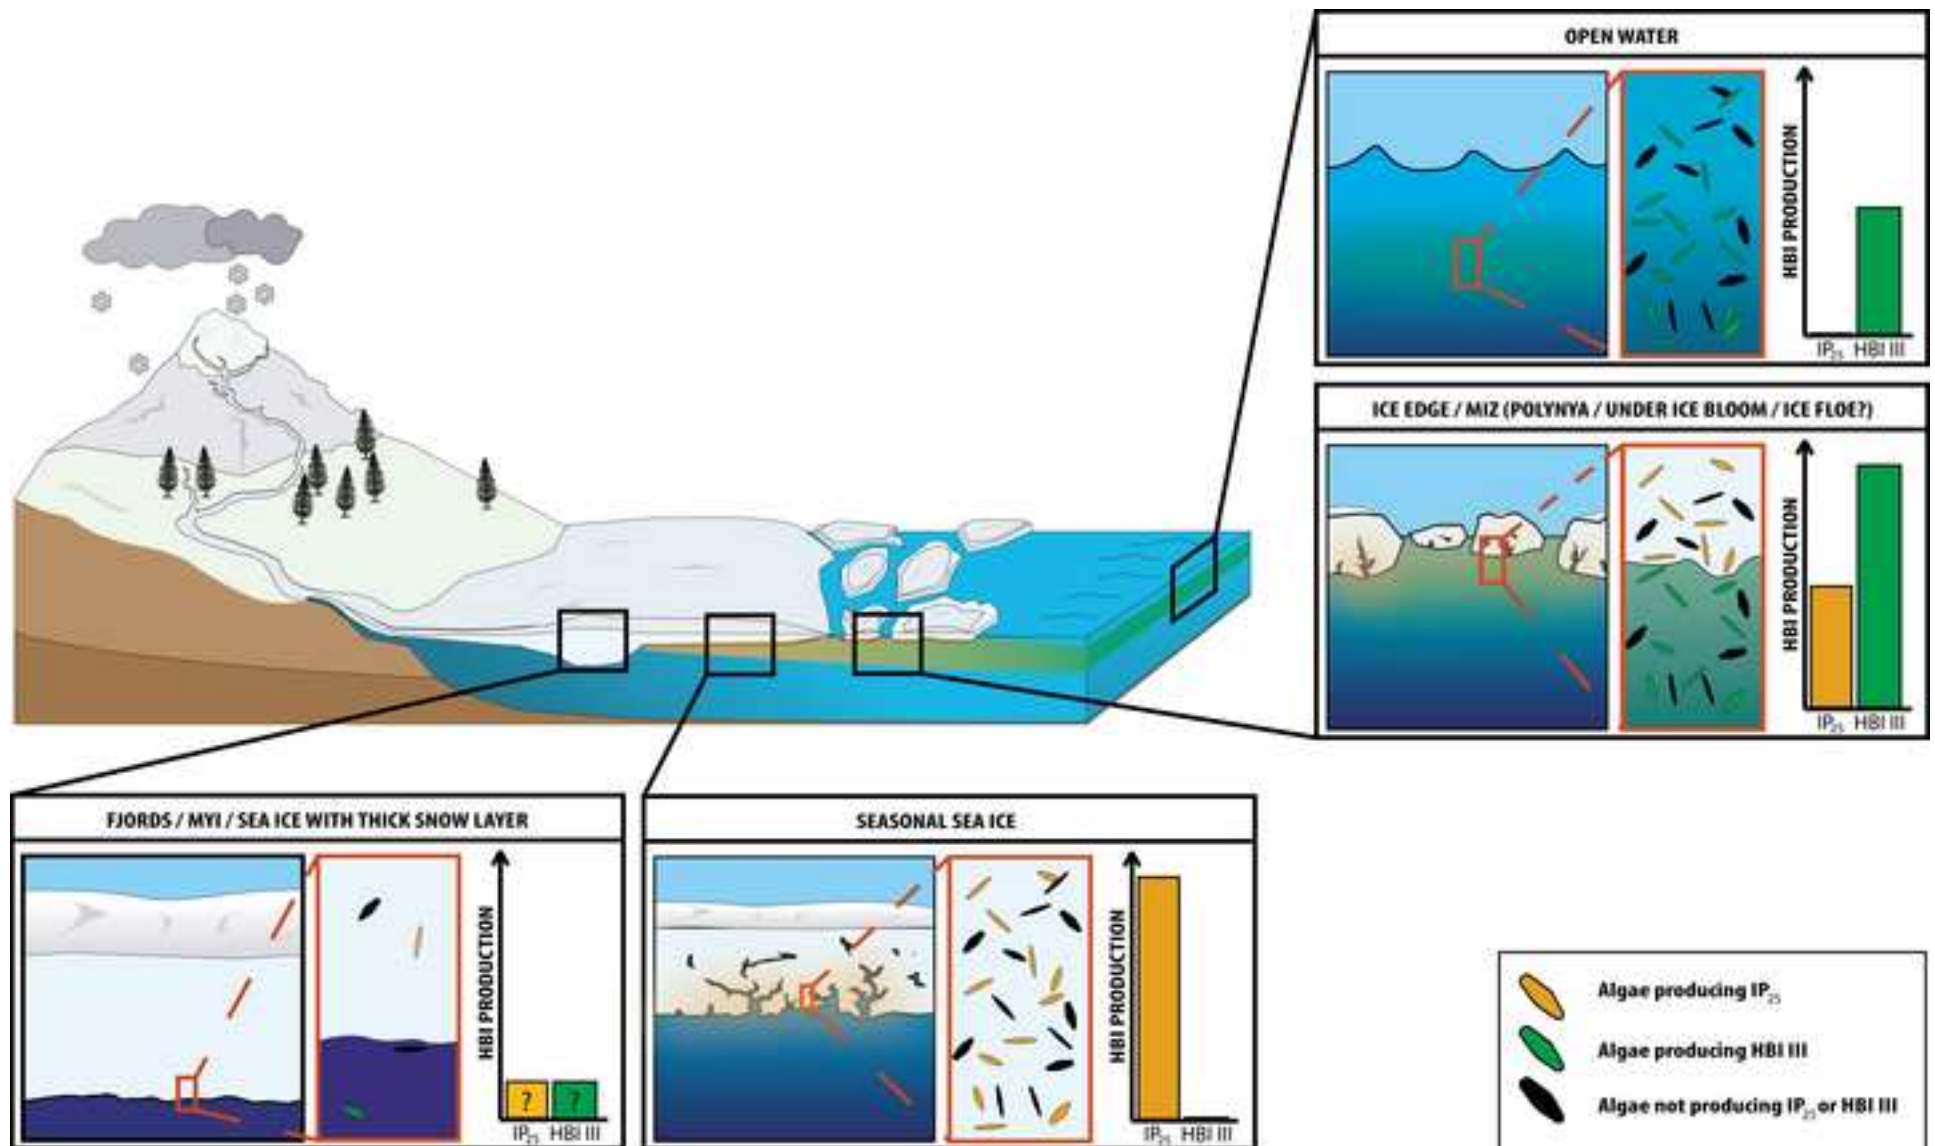 OPEN WATER
HBI PRODUCTION
IP₂₅ HBI III
ICE EDGE / MIZ (POLYNYA / UNDER ICE BLOOM / ICE FLOE?)
HBI PRODUCTION
IP₂₅ HBI III
FJORDS / MYI / SEA ICE WITH THICK SNOW LAYER
HBI PRODUCTION
? ?
IP₂₅ HBI III
SEASONAL SEA ICE
HBI PRODUCTION
IP₂₅ HBI III
Algae producing IP₂₅
Algae producing HBI III
Algae not producing IP₂₅ or HBI III